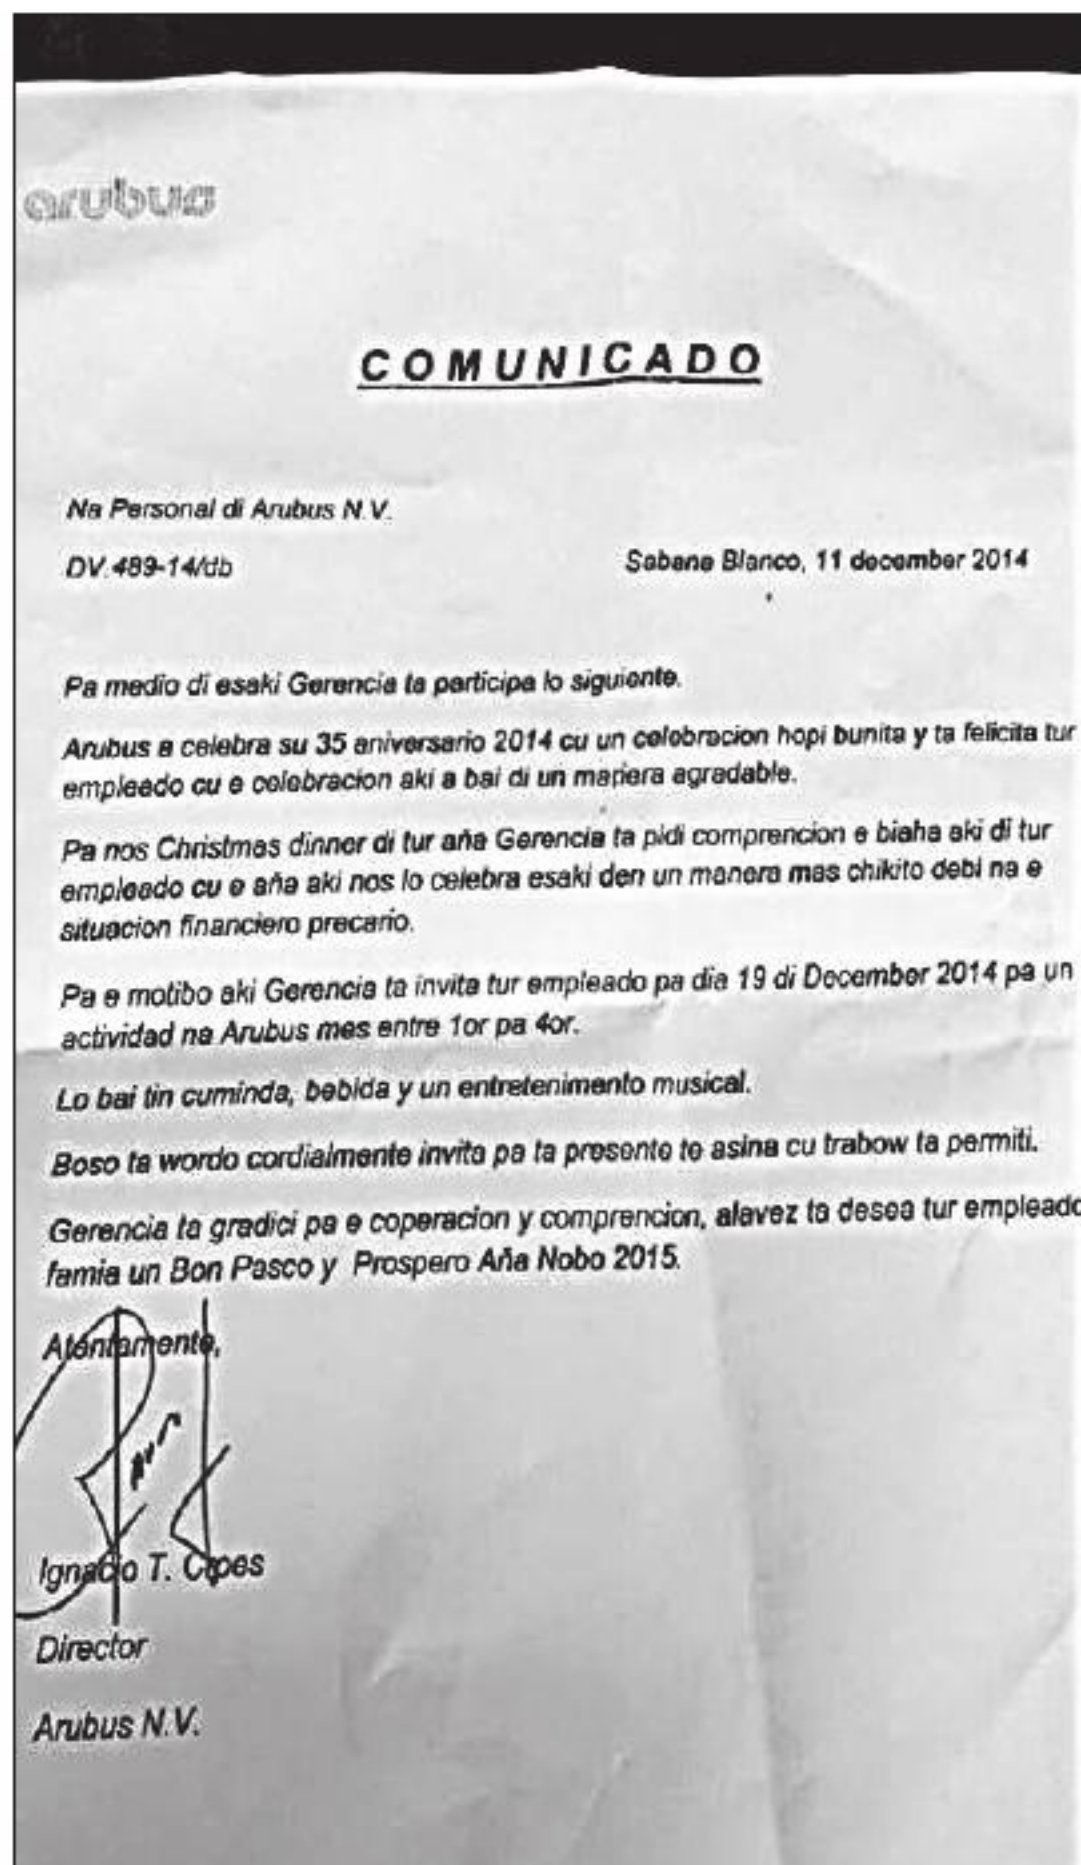 arubus
COMUNICADO
Na Personal di Arubus N.V.
DV.489-14/db
Sabana Blanco, 11 december 2014
Pa medio di esaki Gerencia ta participa lo siguiente.
Arubus a celebra su 35 aniversario 2014 cu un celebracion hopi bunita y ta felicita tur
empleado cu e celebracion aki a bai di un manera agradable.
Pa nos Christmas dinner di tur aña Gerencia ta pidi comprencion e biaha aki di tur
empleado cu e aña aki nos lo celebra esaki den un manera mas chikito debi na e
situacion financiero precario.
Pa e motibo aki Gerencia ta invita tur empleado pa dia 19 di December 2014 pa un
actividad na Arubus mes entre 1or pa 4or.
Lo bai tin cuminda, bebida y un entretenimento musical.
Boso ta wordo cordialmente invita pa ta presente te asina cu trabow ta permiti.
Gerencia ta gradici pa e coperacion y comprencion, alavez ta desea tur empleado
famia un Bon Pasco y Prospero Aña Nobo 2015.
Atentamente,
Ignacio T. Croes
Director
Arubus N.V.